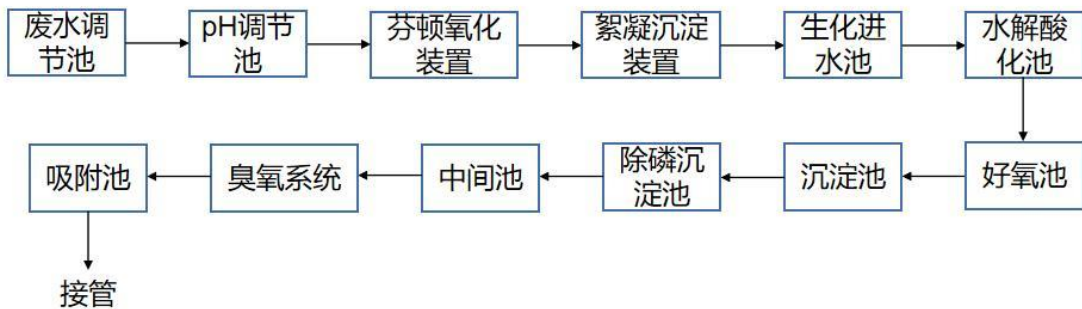 废水调
节池
pH调节
池
芬顿氧化
装置
絮凝沉淀
装置
生化进
水池
水解酸
化池
好氧池
沉淀池
除磷沉
淀池
中间池
臭氧系统
吸附池
接管